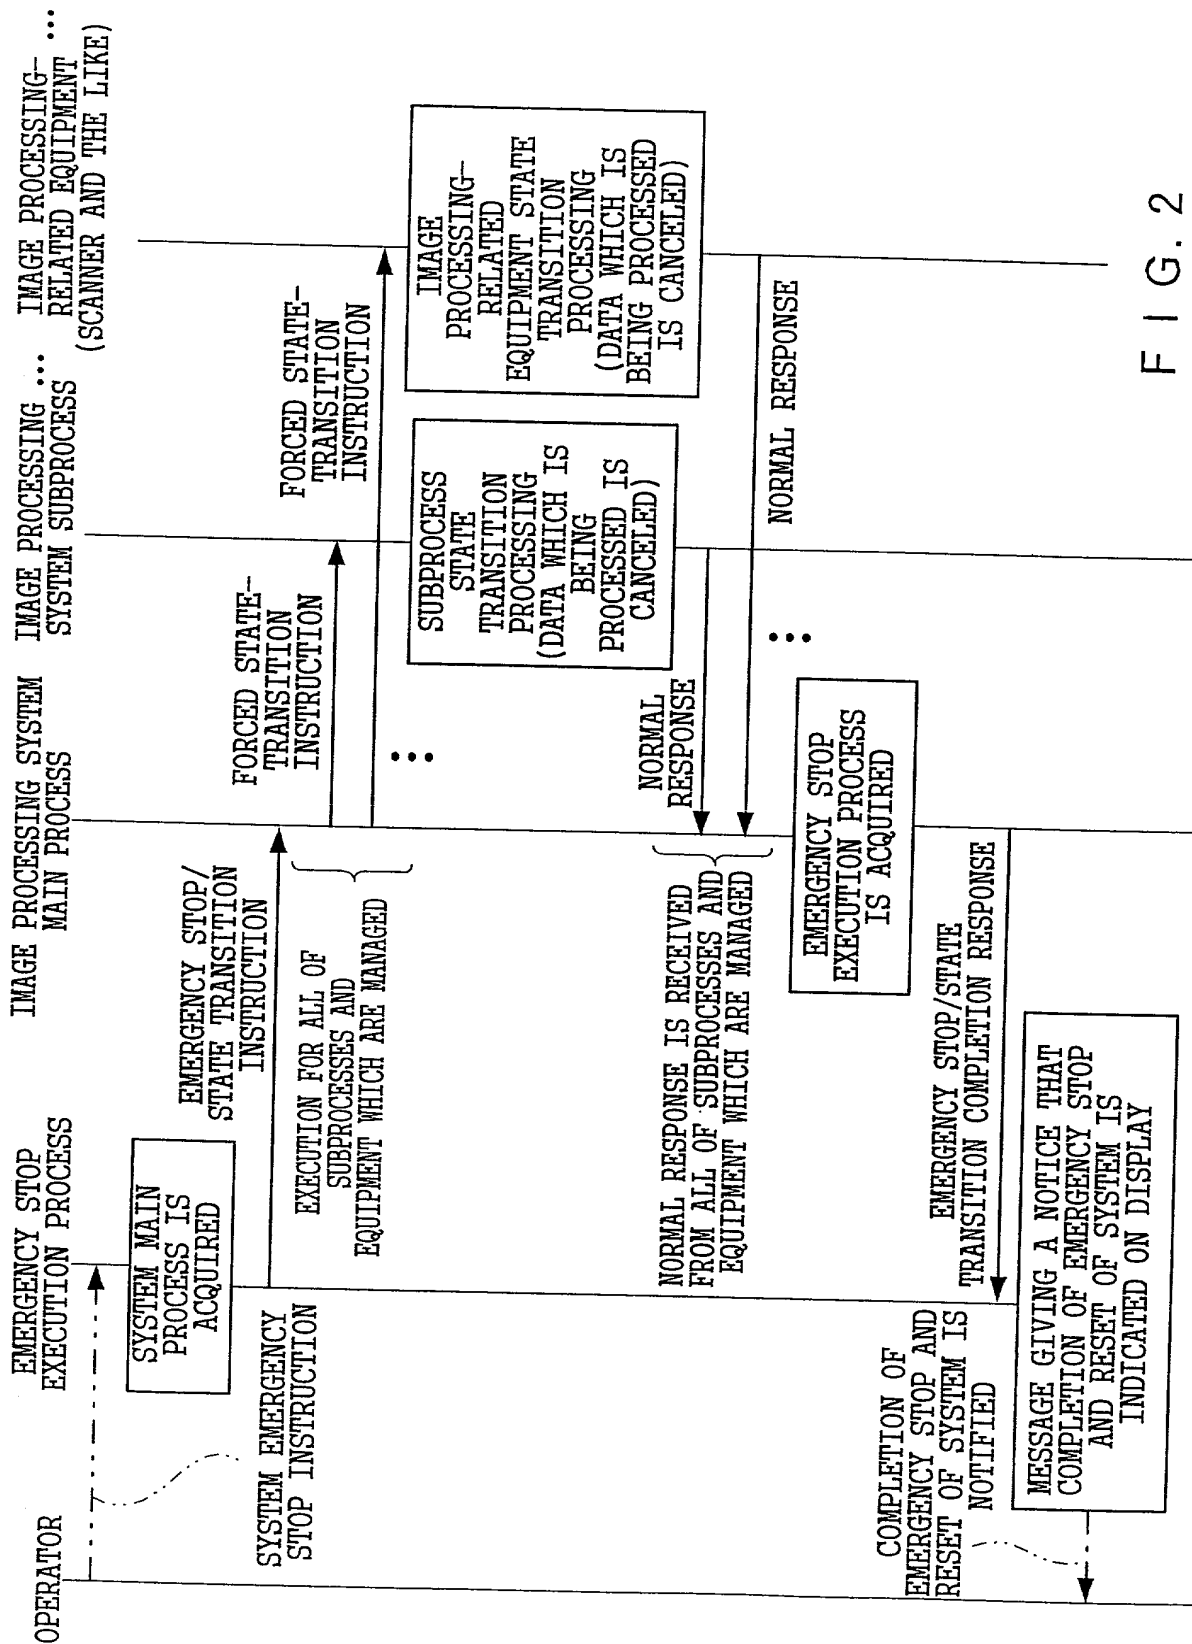 OPERATOR
EMERGENCY STOP
EXECUTION PROCESS
IMAGE PROCESSING SYSTEM
MAIN PROCESS
IMAGE PROCESSING ...
SYSTEM SUBPROCESS
IMAGE PROCESSING- ...
RELATED EQUIPMENT
(SCANNER AND THE LIKE)
SYSTEM EMERGENCY
STOP INSTRUCTION
SYSTEM MAIN
PROCESS IS
ACQUIRED
EMERGENCY STOP/
STATE TRANSITION
INSTRUCTION
EXECUTION FOR ALL OF
SUBPROCESSES AND
EQUIPMENT WHICH ARE MANAGED
FORCED STATE-
TRANSITION
INSTRUCTION
FORCED STATE-
TRANSITION
INSTRUCTION
...
SUBPROCESS
STATE
TRANSITION
PROCESSING
(DATA WHICH IS
BEING
PROCESSED IS
CANCELED)
IMAGE
PROCESSING-
RELATED
EQUIPMENT STATE
TRANSITION
PROCESSING
(DATA WHICH IS
BEING PROCESSED
IS CANCELED)
NORMAL
RESPONSE
NORMAL RESPONSE
...
NORMAL RESPONSE IS RECEIVED
FROM ALL OF SUBPROCESSES AND
EQUIPMENT WHICH ARE MANAGED
EMERGENCY STOP
EXECUTION PROCESS
IS ACQUIRED
EMERGENCY STOP/STATE
TRANSITION COMPLETION RESPONSE
COMPLETION OF
EMERGENCY STOP AND
RESET OF SYSTEM IS
NOTIFIED
MESSAGE GIVING A NOTICE THAT
COMPLETION OF EMERGENCY STOP
AND RESET OF SYSTEM IS
INDICATED ON DISPLAY
FIG. 2